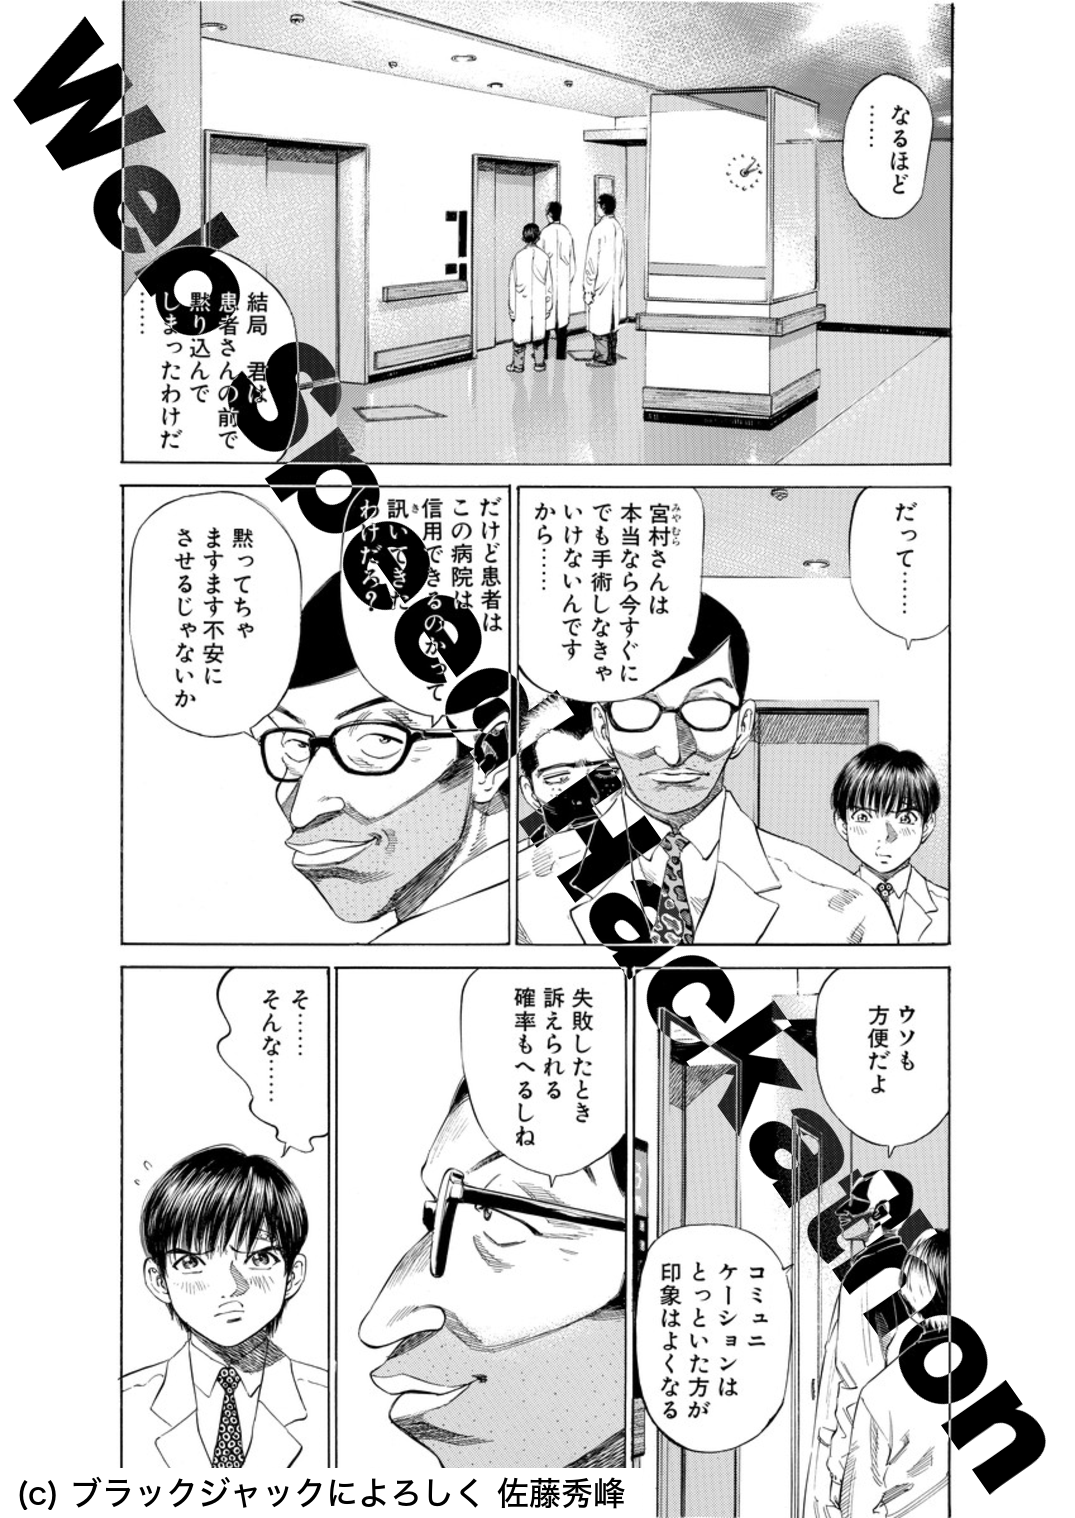 なるほど
……
結局　君は
患者さんの前で
黙り込んで
しまったわけだ
……
だって……
宮村さんは
みやむら
本当なら今すぐに
でも手術しなきゃ
いけないんです
から……
だけど患者は
この病院は
信用できるのかって
訊いてきた
き
わけだろ？
黙ってちゃ
ますます不安に
させるじゃないか
ウソも
方便だよ
コミュニ
ケーションは
とっといた方が
印象はよくなる
失敗したとき
訴えられる
確率もへるしね
そ……
そんな……
Web Spe
Hackathon
(c) ブラックジャックによろしく 佐藤秀峰